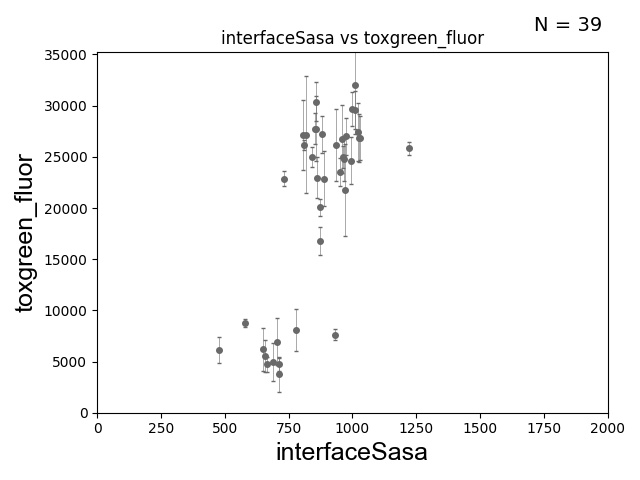 N = 39
interfaceSasa vs toxgreen_fluor
toxgreen_fluor
35000
30000
25000
20000
15000
10000
5000
0
0 250 500 750 1000 1250 1500 1750 2000
interfaceSasa